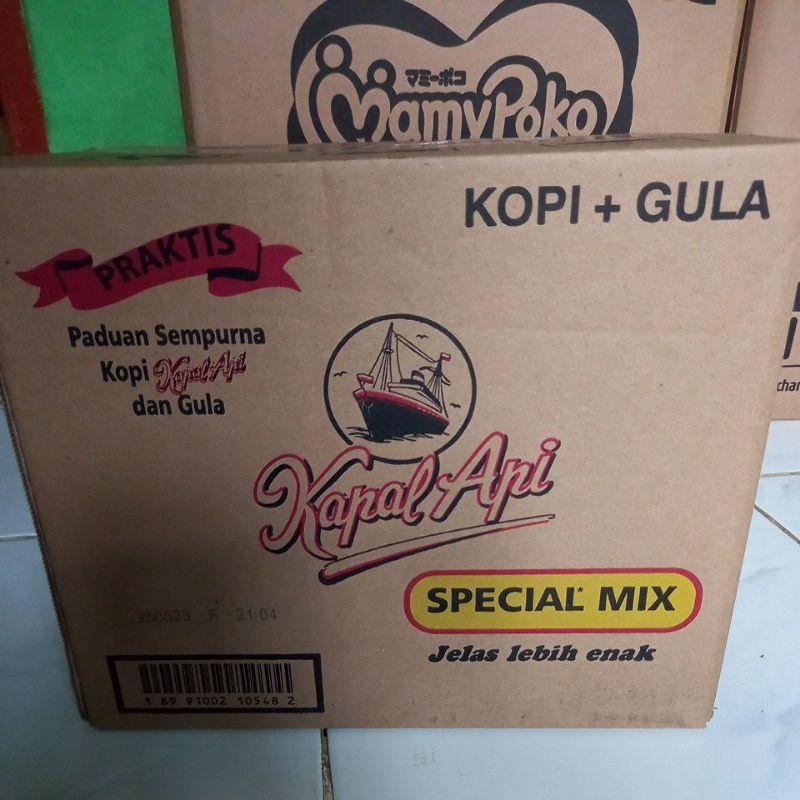 マミーポコ
MamyPoko
KOPI + GULA
PRAKTIS
Paduan Sempurna
Kopi Kapal Api
dan Gula
Kapal Api
SPECIAL* MIX
Jelas lebih enak
250523 F 21:04
1 89 91002 10548 2